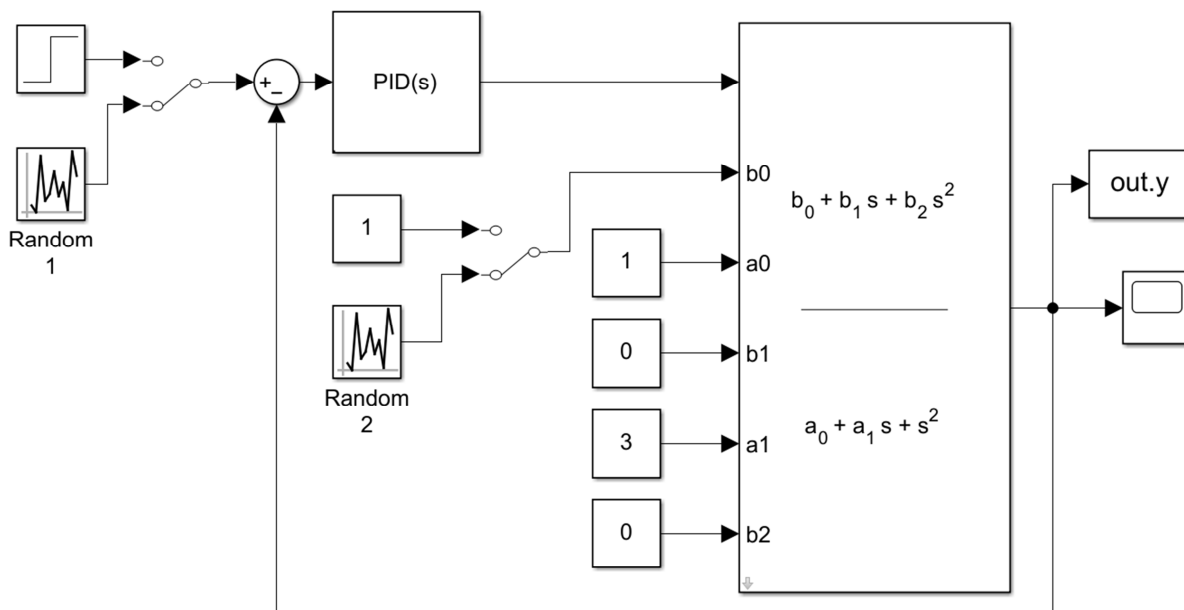 PID(s)
+
−
Random
1
1
b0
b₀ + b₁ s + b₂ s²
out.y
1
a0
Random
2
0
b1
3
a1
a₀ + a₁ s + s²
0
b2